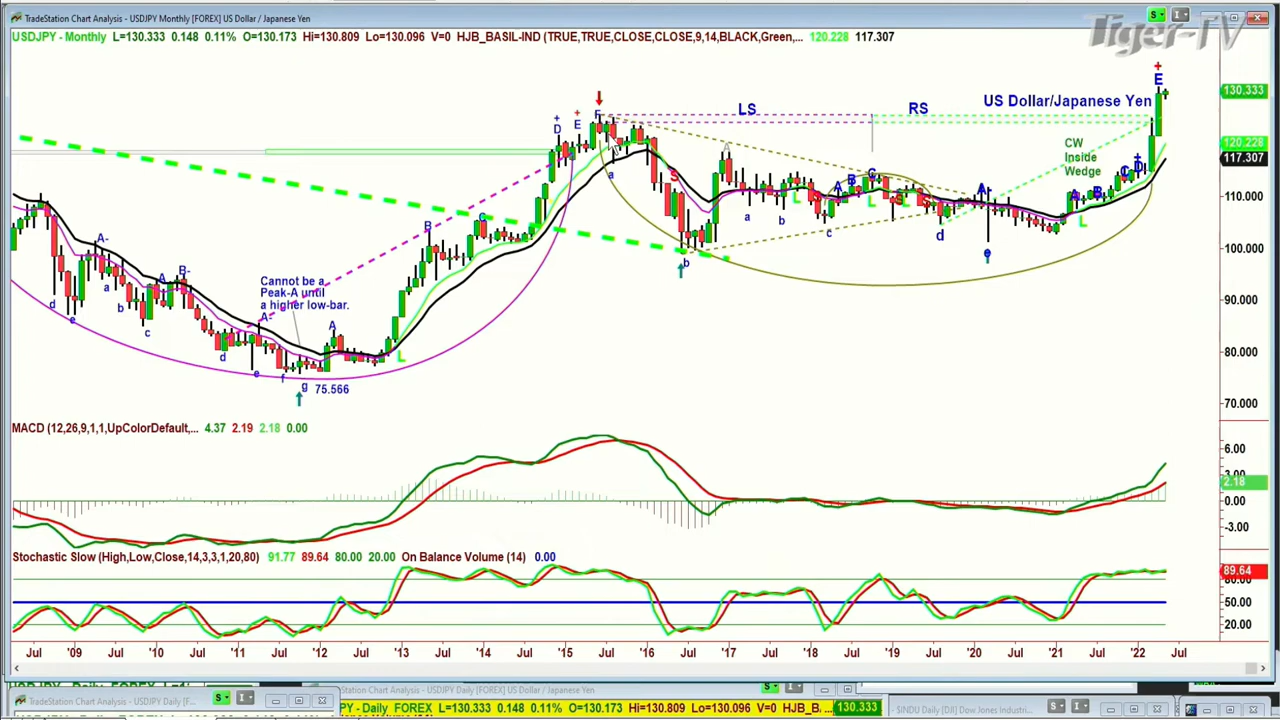 TradeStation Chart Analysis - USDJPY Monthly [FOREX] US Dollar / Japanese Yen
S
I
USDJPY - Monthly L=130.333 0.148 0.11% O=130.173 Hi=130.809 Lo=130.096 V=0 HJB_BASIL-IND (TRUE,TRUE,CLOSE,CLOSE,9,14,BLACK,Green,... 120.228 117.307
Tiger-TV
+
E
US Dollar/Japanese Yen
130.333
LS
RS
+ + F
D E
CW
Inside
Wedge
120.228
117.307
110.000
100.000
90.000
80.000
70.000
A-
a
b
c
A
B-
d
e
Cannot be a
Peak-A until
a higher low-bar.
A-
d
e
f
g
75.566
A
L
B
C
a
S
b
A
a
b
L
S
c
A
B
C
L
S
S
d
A
e
L
A
B
C
D
MACD (12,26,9,1,1,UpColorDefault,... 4.37 2.19 2.18 0.00
6.00
3.00
2.18
0.00
-3.00
Stochastic Slow (High,Low,Close,14,3,3,1,20,80) 91.77 89.64 80.00 20.00 On Balance Volume (14) 0.00
89.64
80.00
50.00
20.00
Jul '09 Jul '10 Jul '11 Jul '12 Jul '13 Jul '14 Jul '15 Jul '16 Jul '17 Jul '18 Jul '19 Jul '20 Jul '21 Jul '22 Jul
TradeStation Chart Analysis - USDJPY Daily [F...
S
I
Chart Analysis - USDJPY Daily [FOREX] US Dollar / Japanese Yen
S
I
PY - Daily FOREX L=130.333 0.148 0.11% O=130.173 Hi=130.809 Lo=130.096 V=0 HJB_B... 130.333
SINDU Daily [DJ] Dow Jones Industri...
S
I